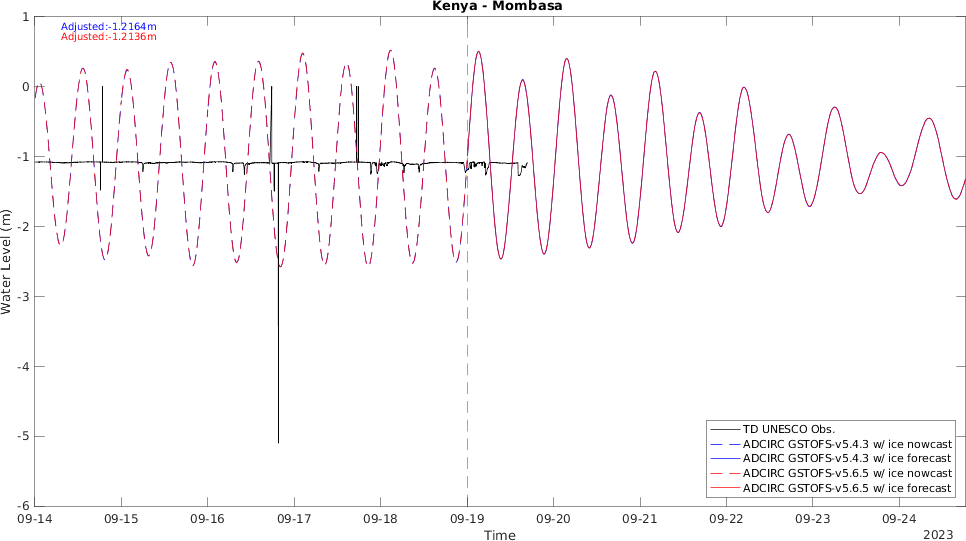 Kenya - Mombasa
Adjusted:-1.2164m
Adjusted:-1.2136m
1
0
-1
-2
-3
-4
-5
-6
Water Level (m)
09-14 09-15 09-16 09-17 09-18 09-19 09-20 09-21 09-22 09-23 09-24
Time
2023
TD UNESCO Obs.
ADCIRC GSTOFS-v5.4.3 w/ ice nowcast
ADCIRC GSTOFS-v5.4.3 w/ ice forecast
ADCIRC GSTOFS-v5.6.5 w/ ice nowcast
ADCIRC GSTOFS-v5.6.5 w/ ice forecast